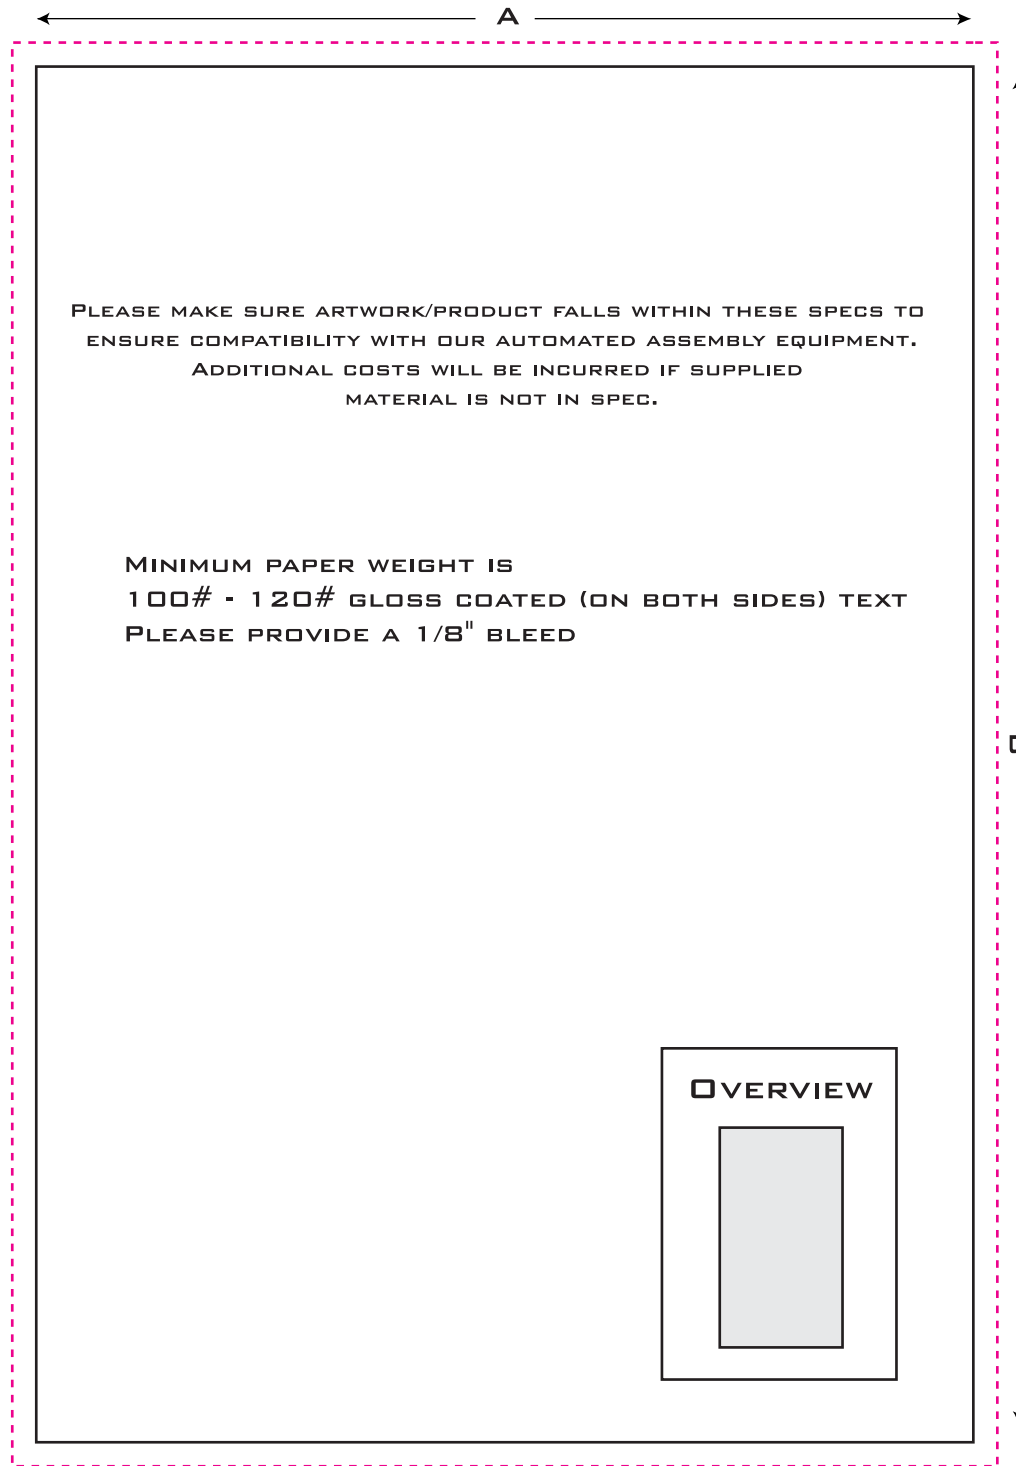 A
PLEASE MAKE SURE ARTWORK/PRODUCT FALLS WITHIN THESE SPECS TO
ENSURE COMPATIBILITY WITH OUR AUTOMATED ASSEMBLY EQUIPMENT.
ADDITIONAL COSTS WILL BE INCURRED IF SUPPLIED
MATERIAL IS NOT IN SPEC.
MINIMUM PAPER WEIGHT IS
100# - 120# GLOSS COATED (ON BOTH SIDES) TEXT
PLEASE PROVIDE A 1/8" BLEED
OVERVIEW